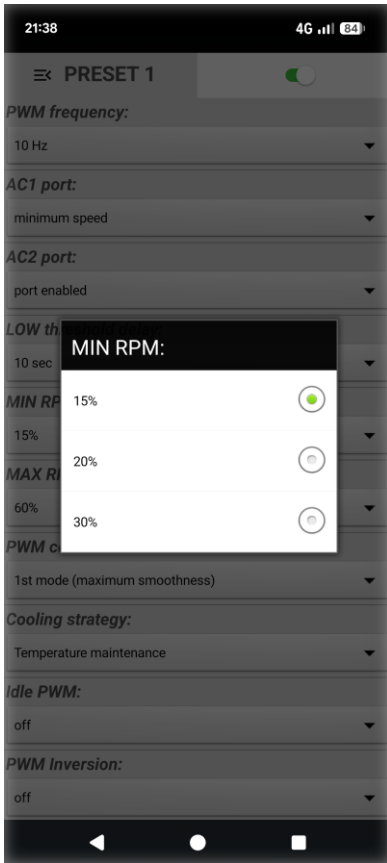 21:38
4G 84
PRESET 1
PWM frequency:
10 Hz
AC1 port:
minimum speed
AC2 port:
port enabled
LOW threshold delay:
10 sec
MIN RPM:
15%
20%
30%
MIN RP
15%
MAX R
60%
PWM c
1st mode (maximum smoothness)
Cooling strategy:
Temperature maintenance
Idle PWM:
off
PWM Inversion:
off